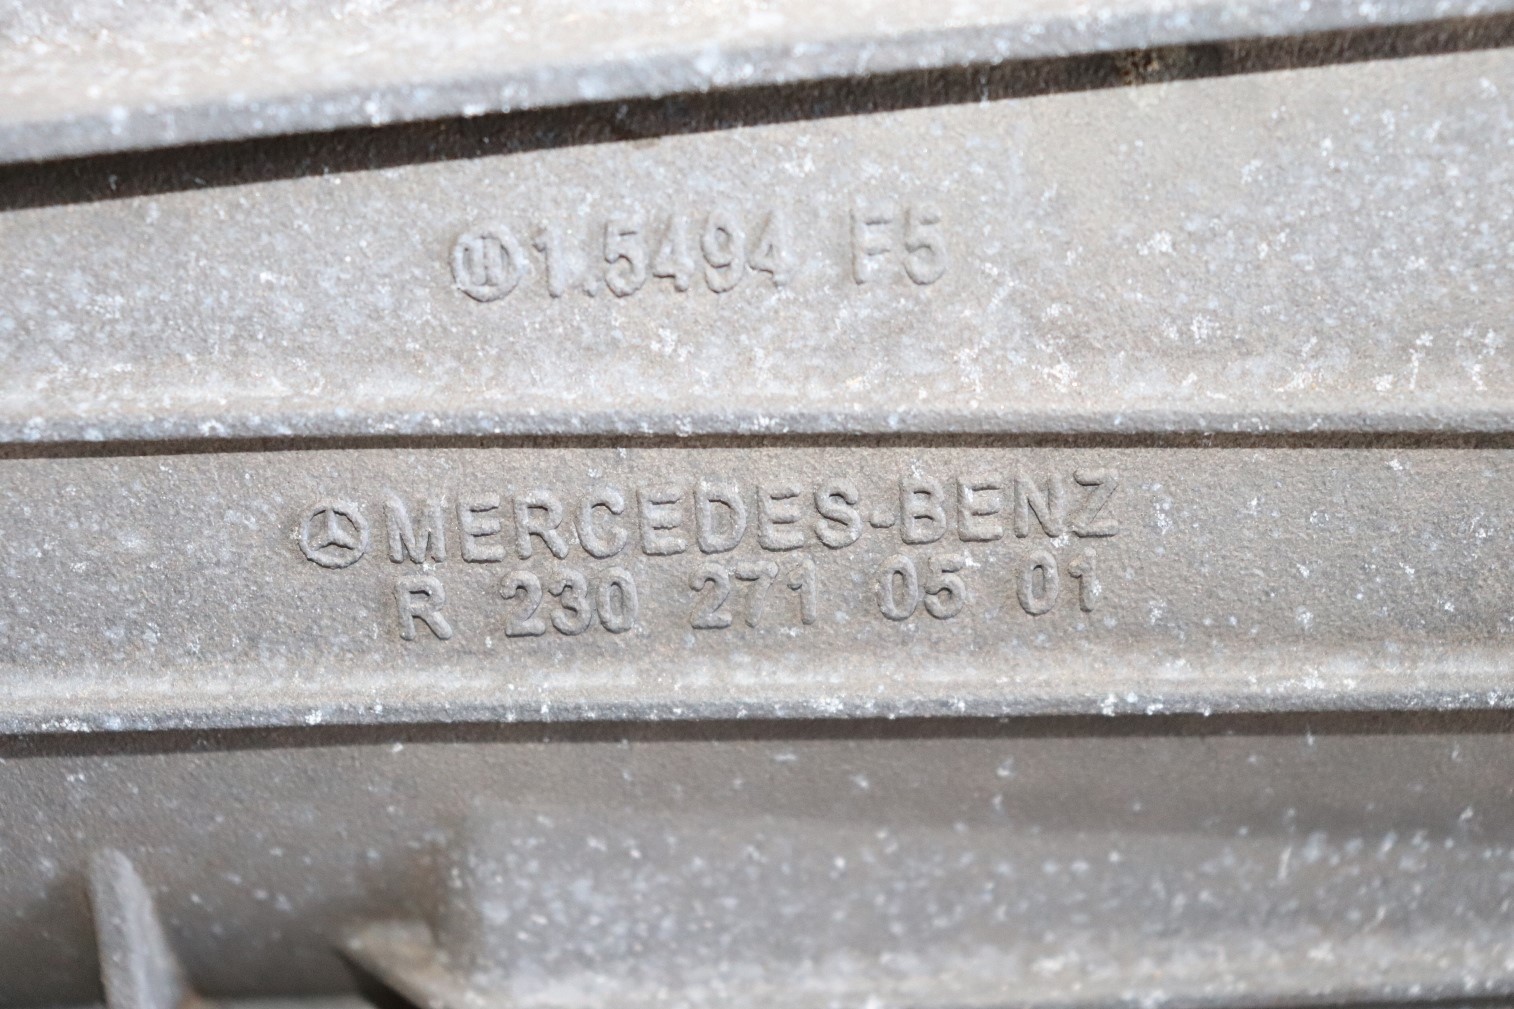 1.5494 F5
MERCEDES-BENZ
R 230 271 05 01